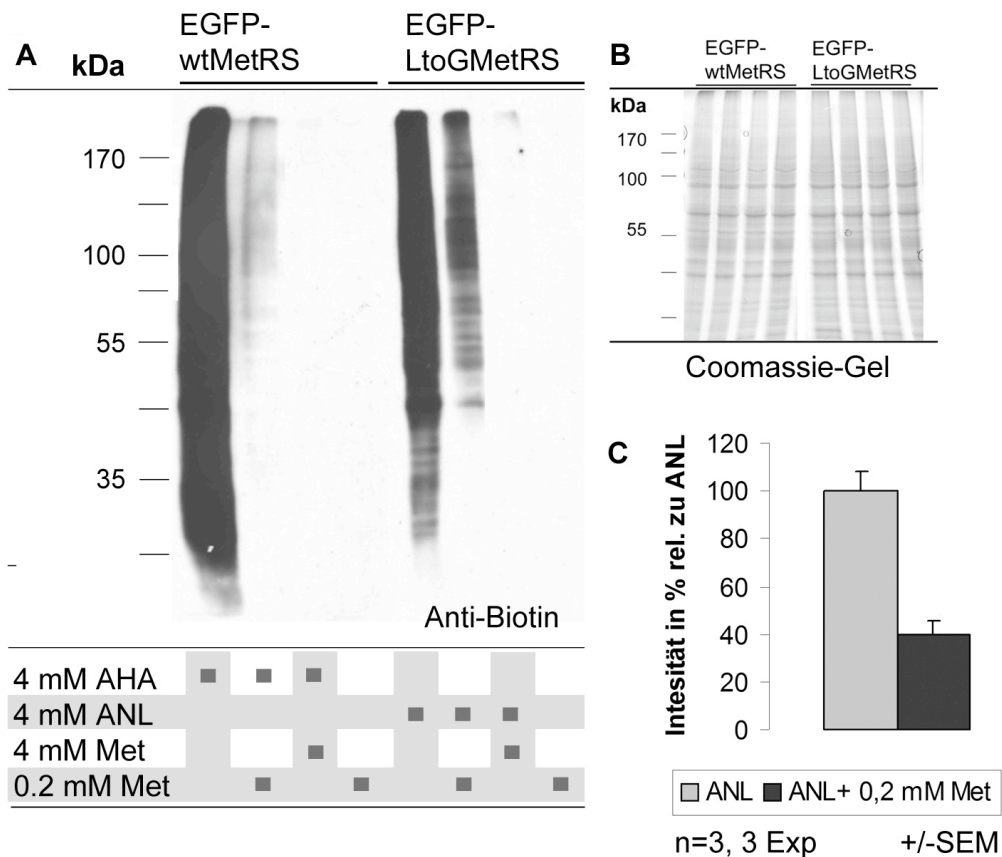 A
kDa
EGFP-
wtMetRS
EGFP-
LtoGMetRS
170
100
55
35
Anti-Biotin
4 mM AHA
4 mM ANL
4 mM Met
0.2 mM Met
B
EGFP-
wtMetRS
EGFP-
LtoGMetRS
kDa
170
100
55
Coomassie-Gel
C
Intesität in % rel. zu ANL
120
100
80
60
40
20
0
ANL
ANL+ 0,2 mM Met
n=3, 3 Exp
+/-SEM